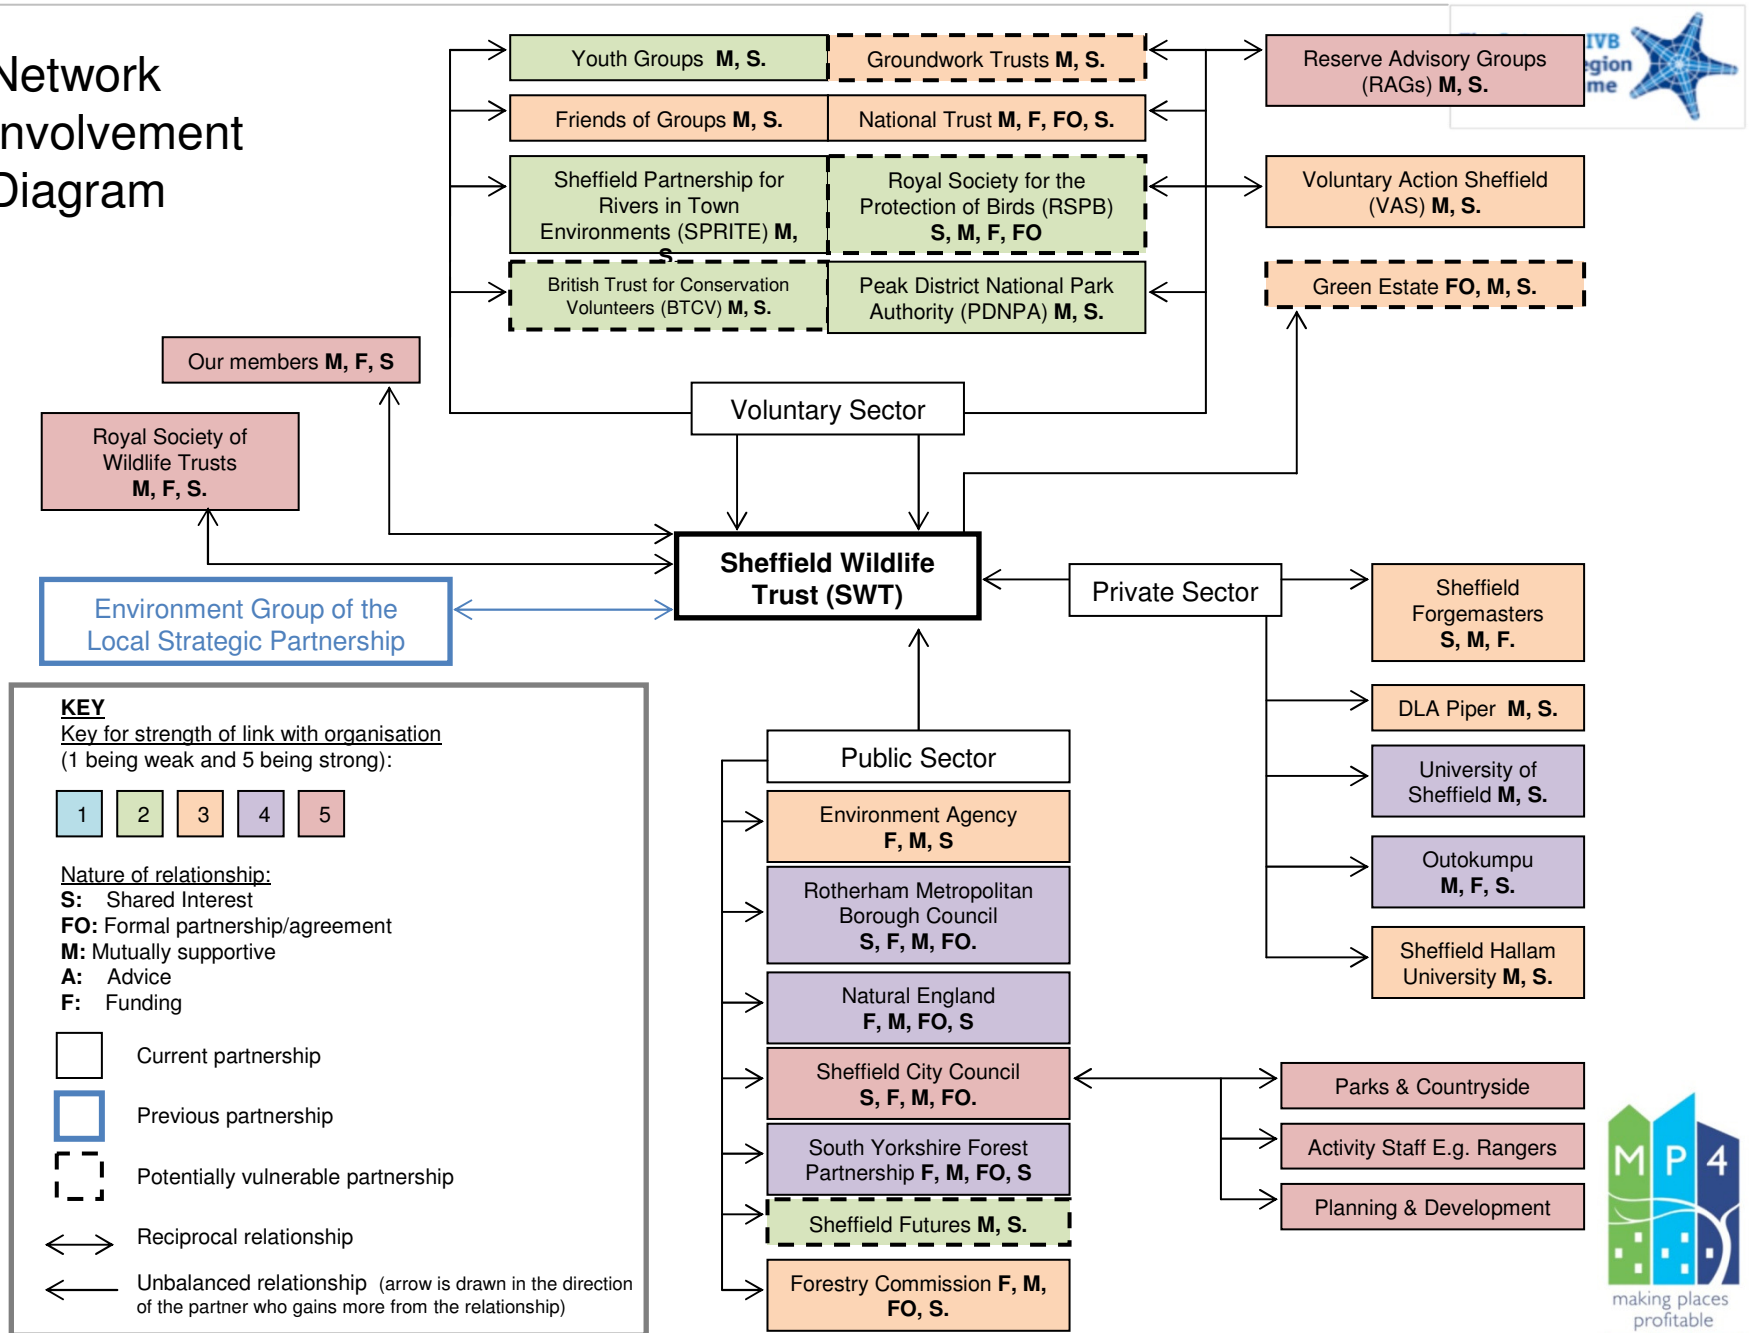 Network
Involvement
Diagram
IVB
egion
me
Youth Groups M, S.
Groundwork Trusts M, S.
Reserve Advisory Groups
(RAGs) M, S.
Friends of Groups M, S.
National Trust M, F, FO, S.
Sheffield Partnership for
Rivers in Town
Environments (SPRITE) M,
S.
Royal Society for the
Protection of Birds (RSPB)
S, M, F, FO
Voluntary Action Sheffield
(VAS) M, S.
British Trust for Conservation
Volunteers (BTCV) M, S.
Peak District National Park
Authority (PDNPA) M, S.
Green Estate FO, M, S.
Our members M, F, S
Voluntary Sector
Royal Society of
Wildlife Trusts
M, F, S.
Sheffield Wildlife
Trust (SWT)
Environment Group of the
Local Strategic Partnership
Private Sector
Sheffield
Forgemasters
S, M, F.
DLA Piper M, S.
University of
Sheffield M, S.
Outokumpu
M, F, S.
Sheffield Hallam
University M, S.
Public Sector
Environment Agency
F, M, S
Rotherham Metropolitan
Borough Council
S, F, M, FO.
Natural England
F, M, FO, S
Sheffield City Council
S, F, M, FO.
South Yorkshire Forest
Partnership F, M, FO, S
Sheffield Futures M, S.
Forestry Commission F, M,
FO, S.
Parks & Countryside
Activity Staff E.g. Rangers
Planning & Development
KEY
Key for strength of link with organisation
(1 being weak and 5 being strong):
1 2 3 4 5
Nature of relationship:
S: Shared Interest
FO: Formal partnership/agreement
M: Mutually supportive
A: Advice
F: Funding
Current partnership
Previous partnership
Potentially vulnerable partnership
Reciprocal relationship
Unbalanced relationship (arrow is drawn in the direction
of the partner who gains more from the relationship)
MP4
making places
profitable